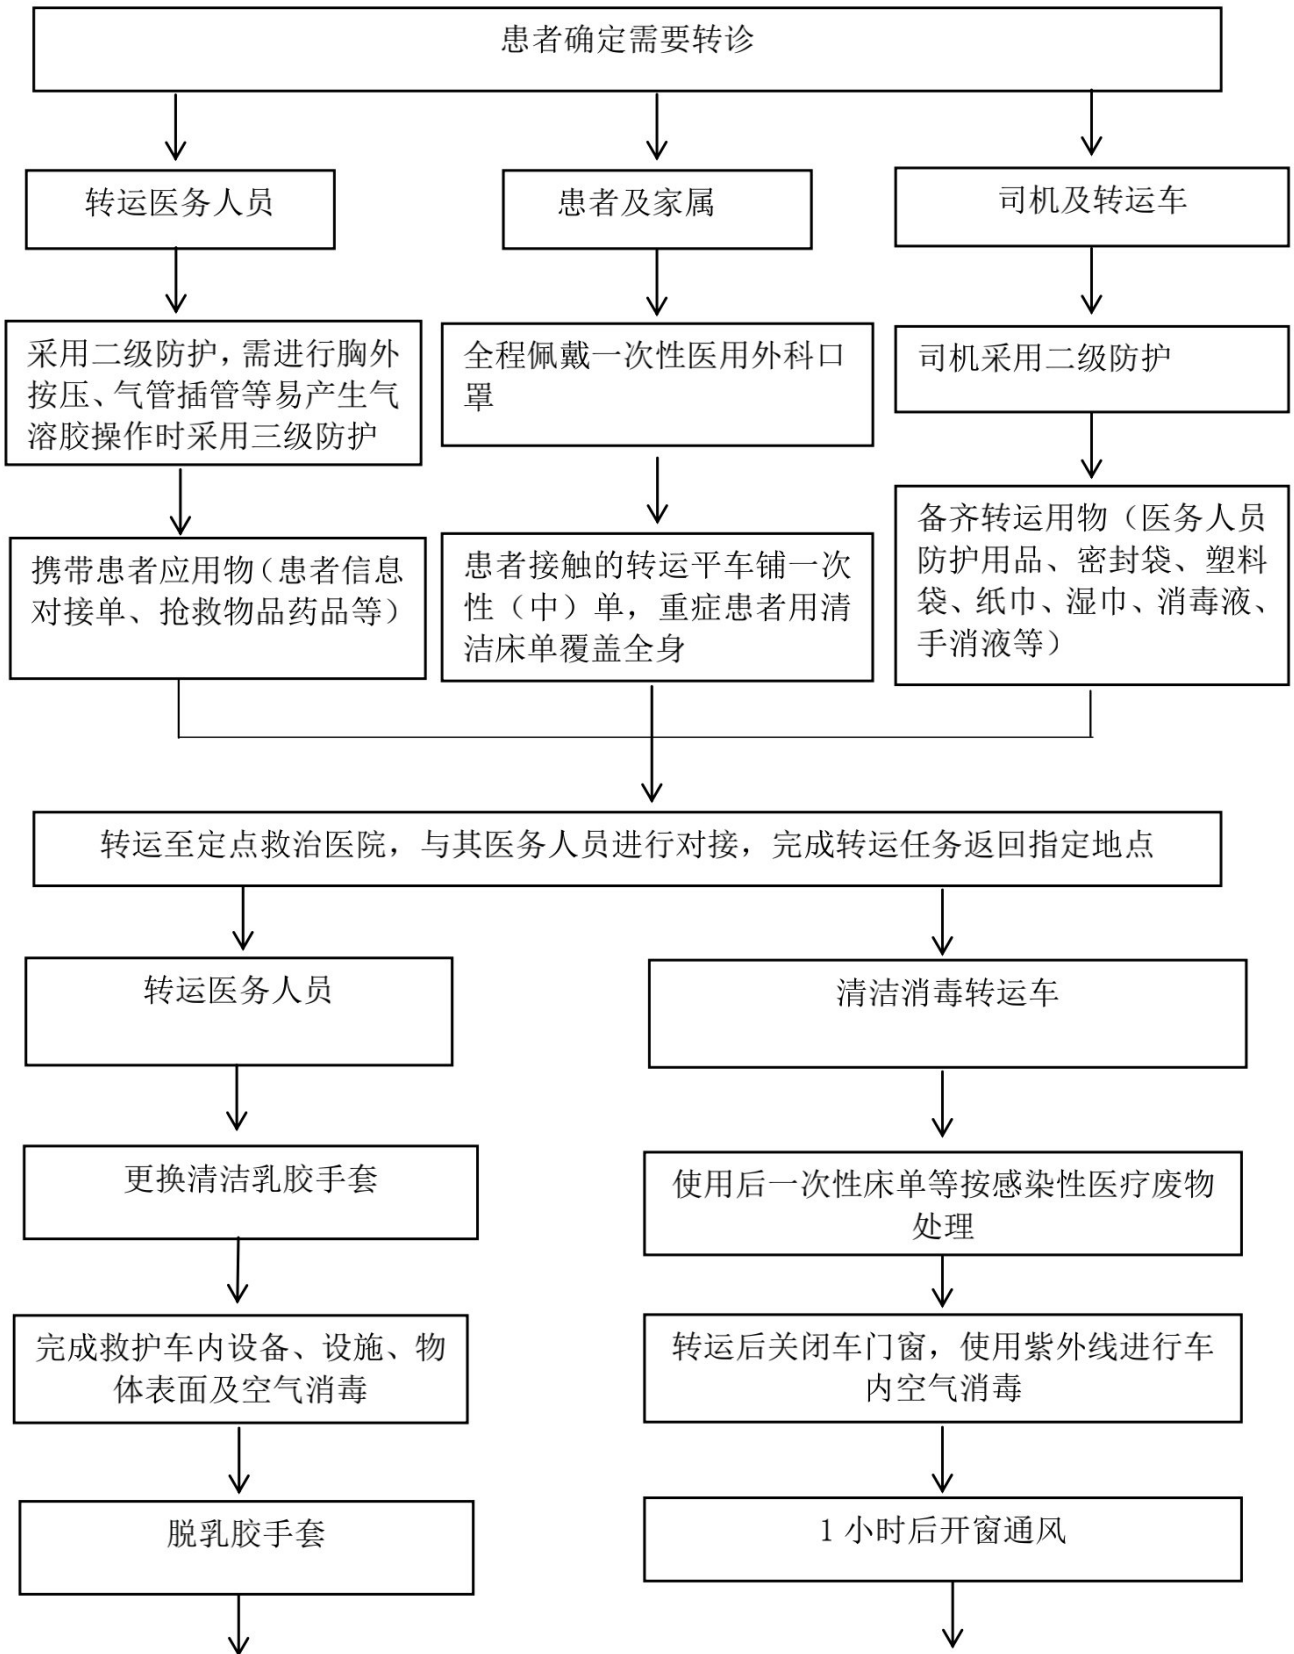 患者确定需要转诊
转运医务人员
患者及家属
司机及转运车
采用二级防护，需进行胸外
按压、气管插管等易产生气
溶胶操作时采用三级防护
全程佩戴一次性医用外科口
罩
司机采用二级防护
携带患者应用物（患者信息
对接单、抢救物品药品等）
患者接触的转运平车铺一次
性（中）单，重症患者用清
洁床单覆盖全身
备齐转运用物（医务人员
防护用品、密封袋、塑料
袋、纸巾、湿巾、消毒液、
手消液等）
转运至定点救治医院，与其医务人员进行对接，完成转运任务返回指定地点
转运医务人员
清洁消毒转运车
更换清洁乳胶手套
使用后一次性床单等按感染性医疗废物
处理
完成救护车内设备、设施、物
体表面及空气消毒
转运后关闭车门窗，使用紫外线进行车
内空气消毒
脱乳胶手套
1 小时后开窗通风